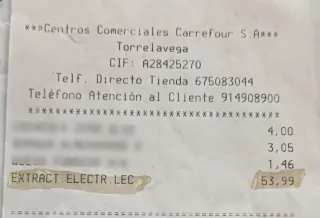 ***Centros Comerciales Carrefour S.A***
Torrelavega
CIF: A28425270
Telf. Directo Tienda 675083044
Teléfono Atención al Cliente 914908900
************************************
4,00
3,05
1,46
EXTRACT.ELECTR.LEC 53,99